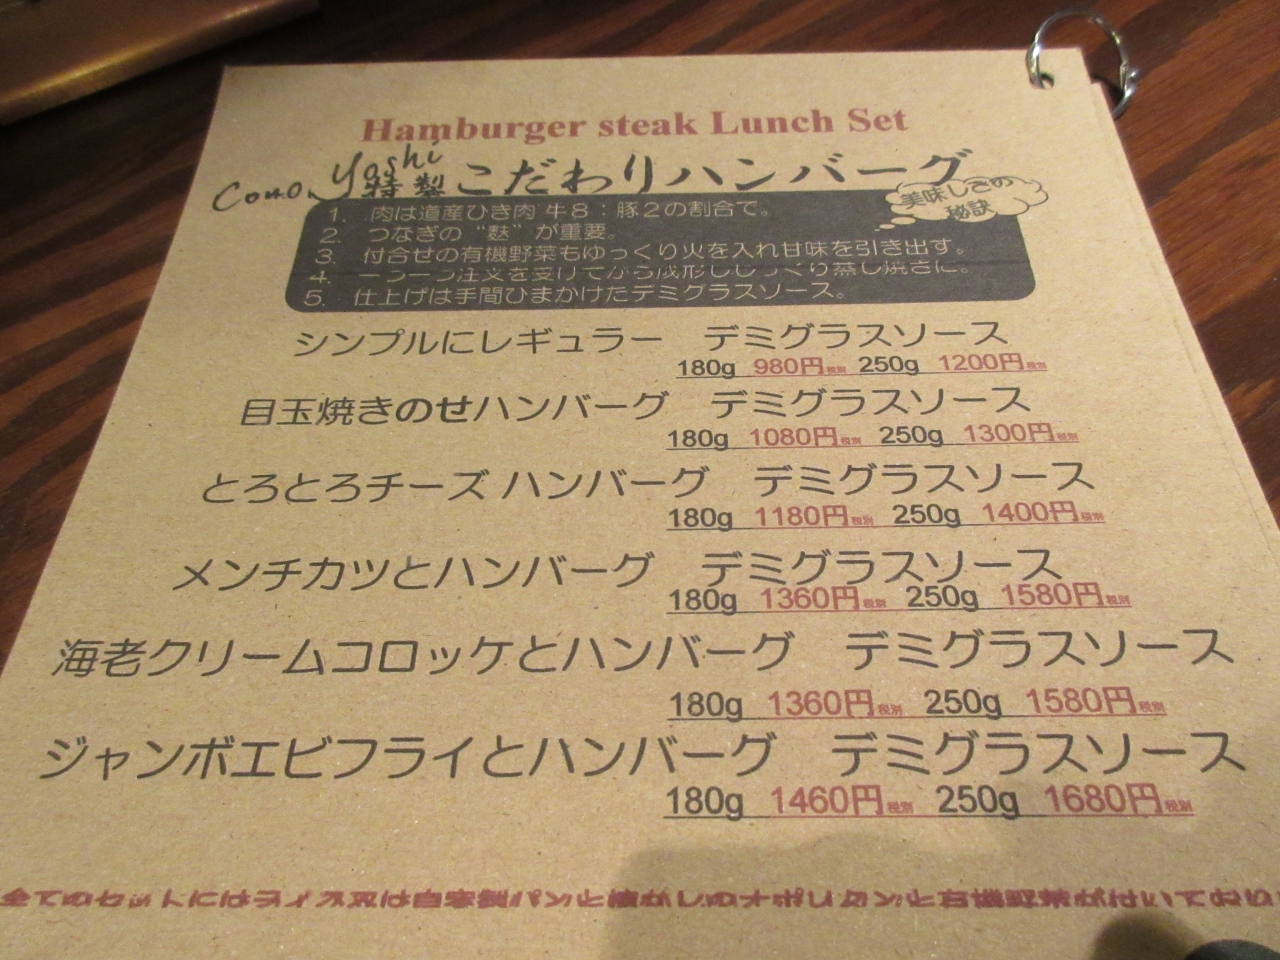 Hamburger steak Lunch Set
Comon Yoshi
特製 こだわりハンバーグ
美味しさの
秘訣
1. 肉は道産ひき肉 牛8：豚2の割合で。
2. つなぎの “麩” が重要。
3. 付合せの有機野菜もゆっくり火を入れ甘味を引き出す。
4. 一つ一つ注文を受けてから成形しじっくり蒸し焼きに。
5. 仕上げは手間ひまかけたデミグラスソース。
シンプルにレギュラー デミグラスソース
180g 980円税別 250g 1200円税別
目玉焼きのせハンバーグ デミグラスソース
180g 1080円税別 250g 1300円税別
とろとろチーズ ハンバーグ デミグラスソース
180g 1180円税別 250g 1400円税別
メンチカツとハンバーグ デミグラスソース
180g 1360円税別 250g 1580円税別
海老クリームコロッケとハンバーグ デミグラスソース
180g 1360円税別 250g 1580円税別
ジャンボエビフライとハンバーグ デミグラスソース
180g 1460円税別 250g 1680円税別
全てのセットにはライス又は自家製パンと懐かしのナポリタンと有機野菜が付いており